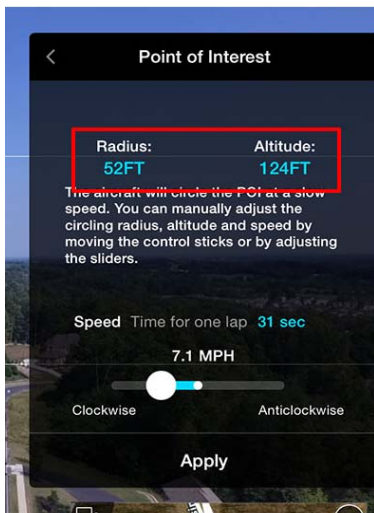 Point of Interest
Radius: Altitude:
52FT 124FT
The aircraft will circle the POI at a slow
speed. You can manually adjust the
circling radius, altitude and speed by
moving the control sticks or by adjusting
the sliders.
Speed Time for one lap 31 sec
7.1 MPH
Clockwise Anticlockwise
Apply